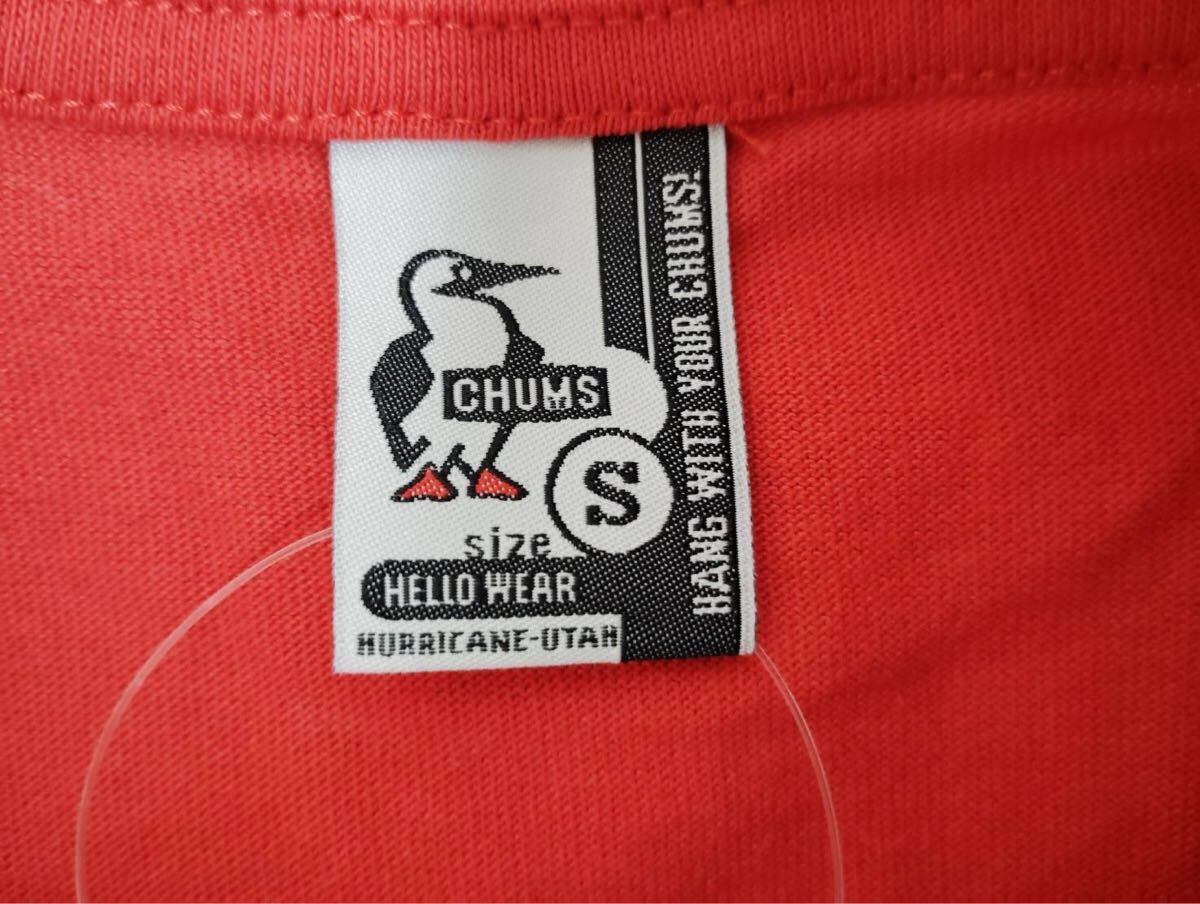 CHUMS
S
size
HELLO WEAR
HURRICANE-UTAH
HANG WITH YOUR CHUMS!